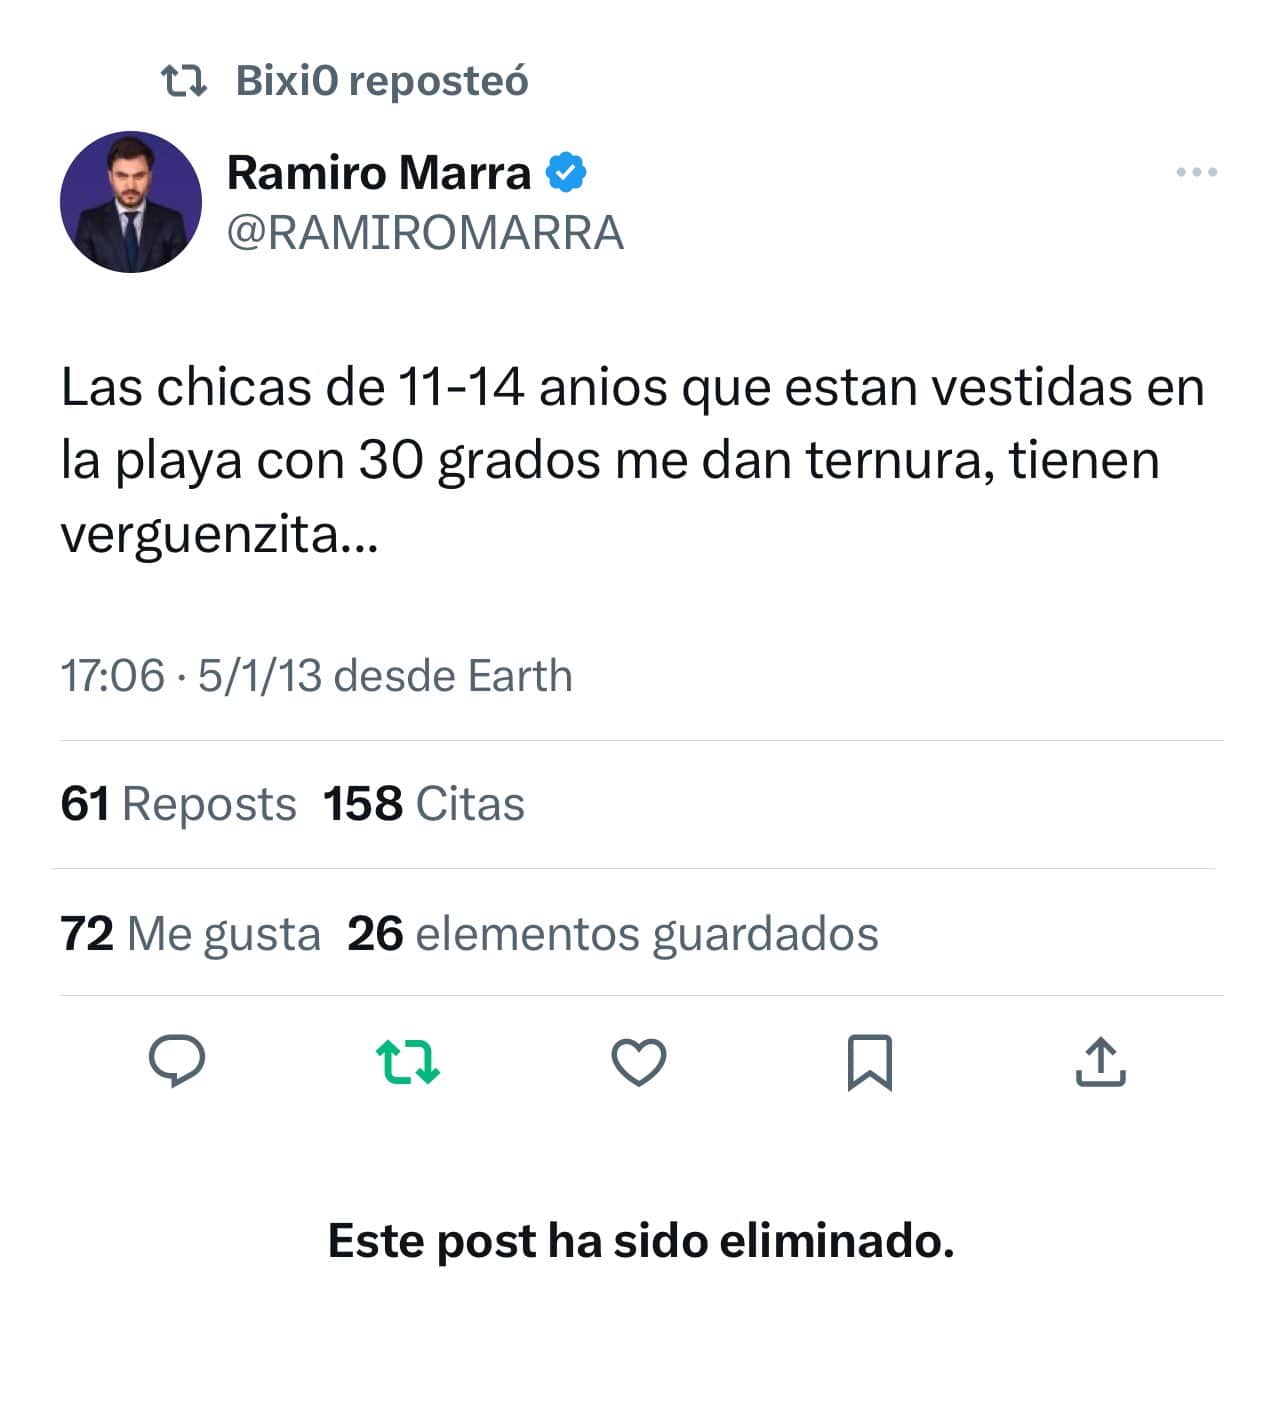 Bixi0 reposteó
Ramiro Marra
@RAMIROMARRA
Las chicas de 11-14 anios que estan vestidas en
la playa con 30 grados me dan ternura, tienen
verguenzita...
17:06 · 5/1/13 desde Earth
61 Reposts 158 Citas
72 Me gusta 26 elementos guardados
Este post ha sido eliminado.